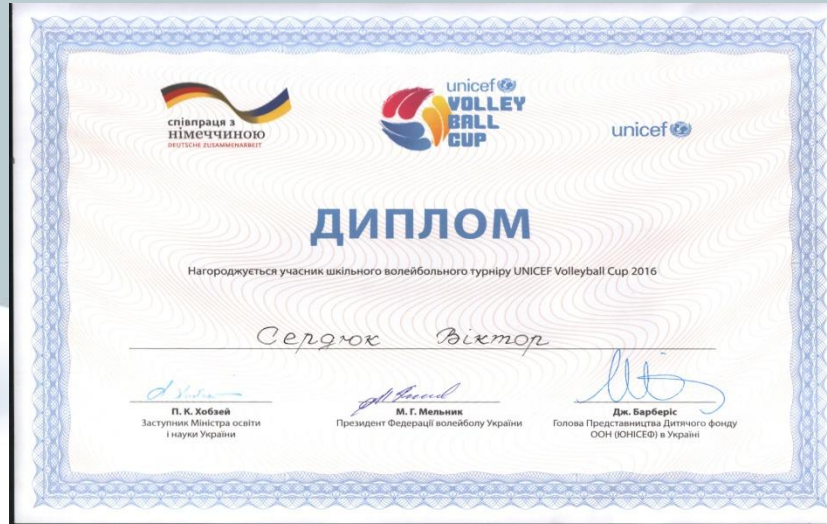 співпраця з
німеччиною
DEUTSCHE ZUSAMMENARBEIT
unicef
VOLLEY
BALL
CUP
unicef
ДИПЛОМ
Нагороджується учасник шкільного волейбольного турніру UNICEF Volleyball Cup 2016
Сердюк Віктор
П. К. Хобзей
Заступник Міністра освіти
і науки України
М. Г. Мельник
Президент Федерації волейболу України
Дж. Барберіс
Голова Представництва Дитячого фонду
ООН (ЮНІСЕФ) в Україні